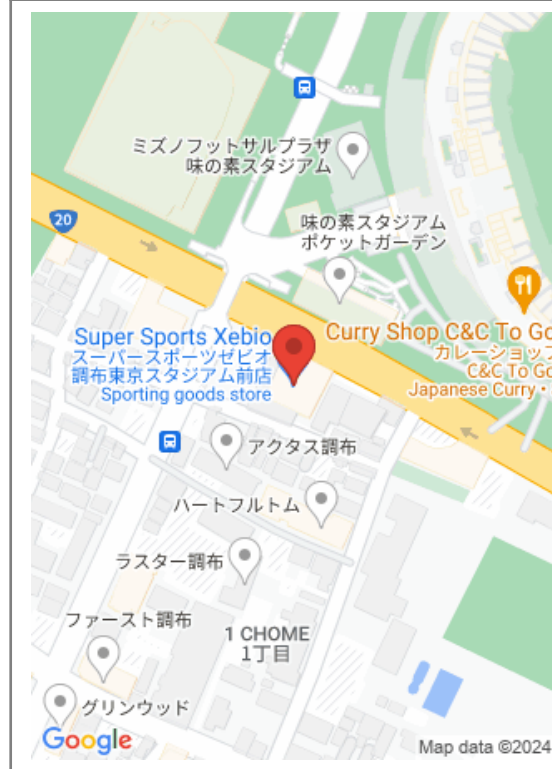 ミズノフットサルプラザ
味の素スタジアム
20
味の素スタジアム
ポケットガーデン
Super Sports Xebio
スーパースポーツゼビオ
調布東京スタジアム前店
Sporting goods store
Curry Shop C&C To Go
カレーショップ
C&C To Go
Japanese Curry・
アクタス調布
ハートフルトム
ラスター調布
ファースト調布
1 CHOME
1丁目
グリンウッド
Google
Map data ©2024